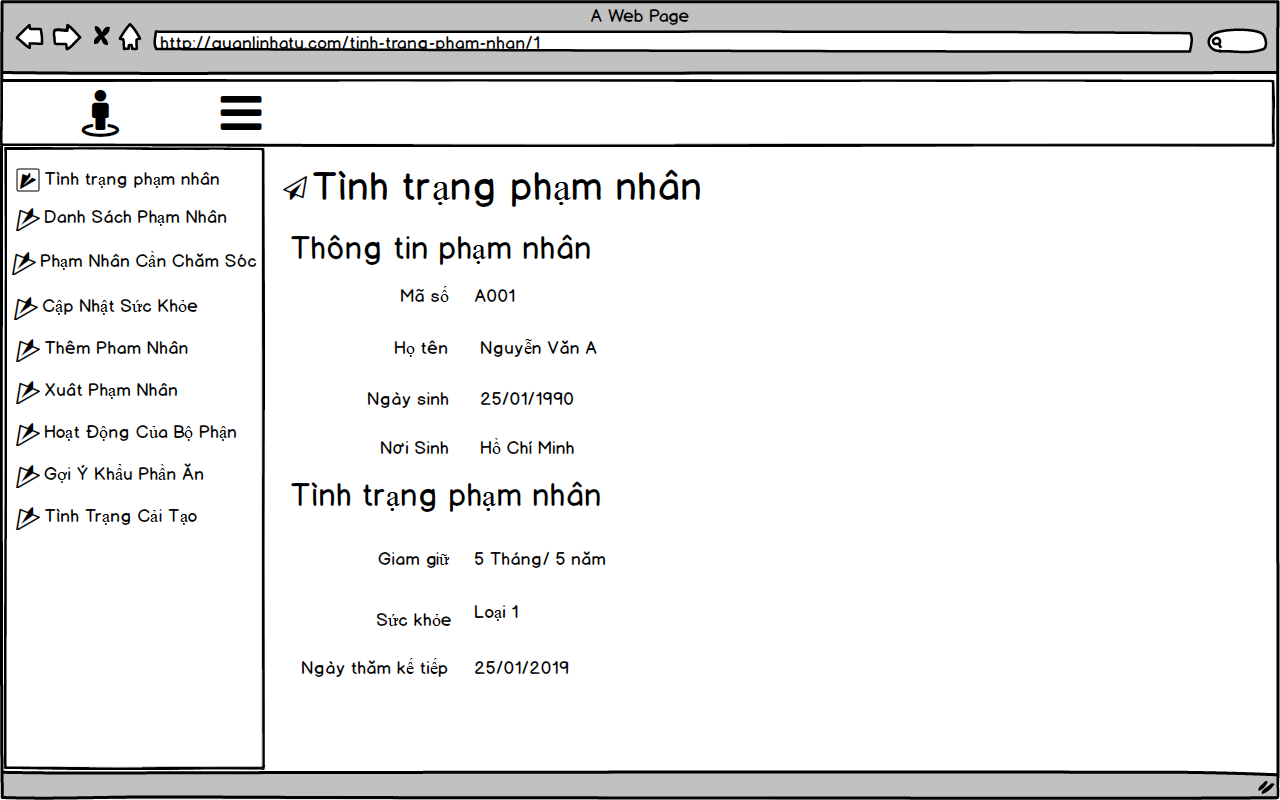 A Web Page
http://quanlinhatu.com/tinh-trang-pham-nhan/1
Tình trạng phạm nhân
Danh Sách Phạm Nhân
Phạm Nhân Cần Chăm Sóc
Cập Nhật Sức Khỏe
Thêm Pham Nhân
Xuât Phạm Nhân
Hoạt Động Của Bộ Phận
Gợi Ý Khẩu Phần Ăn
Tình Trạng Cải Tạo
Tình trạng phạm nhân
Thông tin phạm nhân
Mã số A001
Họ tên Nguyễn Văn A
Ngày sinh 25/01/1990
Nơi Sinh Hồ Chí Minh
Tình trạng phạm nhân
Giam giữ 5 Tháng/ 5 năm
Sức khỏe Loại 1
Ngày thăm kế tiếp 25/01/2019